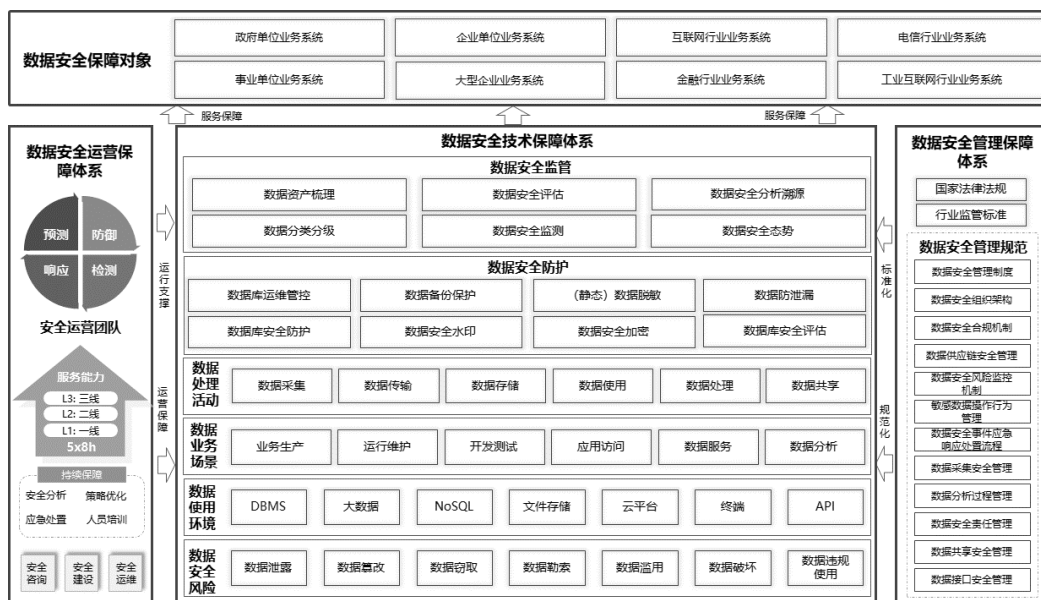 数据安全保障对象
政府单位业务系统
企业单位业务系统
互联网行业业务系统
电信行业业务系统
事业单位业务系统
大型企业业务系统
金融行业业务系统
工业互联网行业业务系统
服务保障
服务保障
数据安全运营保
障体系
预测
防御
响应
检测
安全运营团队
服务能力
L3: 三线
L2: 二线
L1: 一线
5x8h
持续保障
安全分析
策略优化
应急处置
人员培训
安全
咨询
安全
建设
安全
运维
运行支撑
运营保障
数据安全技术保障体系
数据安全监管
数据资产梳理
数据安全评估
数据安全分析溯源
数据分类分级
数据安全监测
数据安全态势
数据安全防护
数据库运维管控
数据备份保护
（静态）数据脱敏
数据防泄漏
数据库安全防护
数据安全水印
数据安全加密
数据库安全评估
数据
处理
活动
数据采集
数据传输
数据存储
数据使用
数据处理
数据共享
数据
业务
场景
业务生产
运行维护
开发测试
应用访问
数据服务
数据分析
数据
使用
环境
DBMS
大数据
NoSQL
文件存储
云平台
终端
API
数据
安全
风险
数据泄露
数据篡改
数据窃取
数据勒索
数据滥用
数据破坏
数据违规
使用
标准化
规范化
数据安全管理保障
体系
国家法律法规
行业监管标准
数据安全管理规范
数据安全管理制度
数据安全组织架构
数据安全合规机制
数据供应链安全管理
数据安全风险监控
机制
敏感数据操作行为
管理
数据安全事件应急
响应处置流程
数据采集安全管理
数据分析过程管理
数据安全责任管理
数据共享安全管理
数据接口安全管理